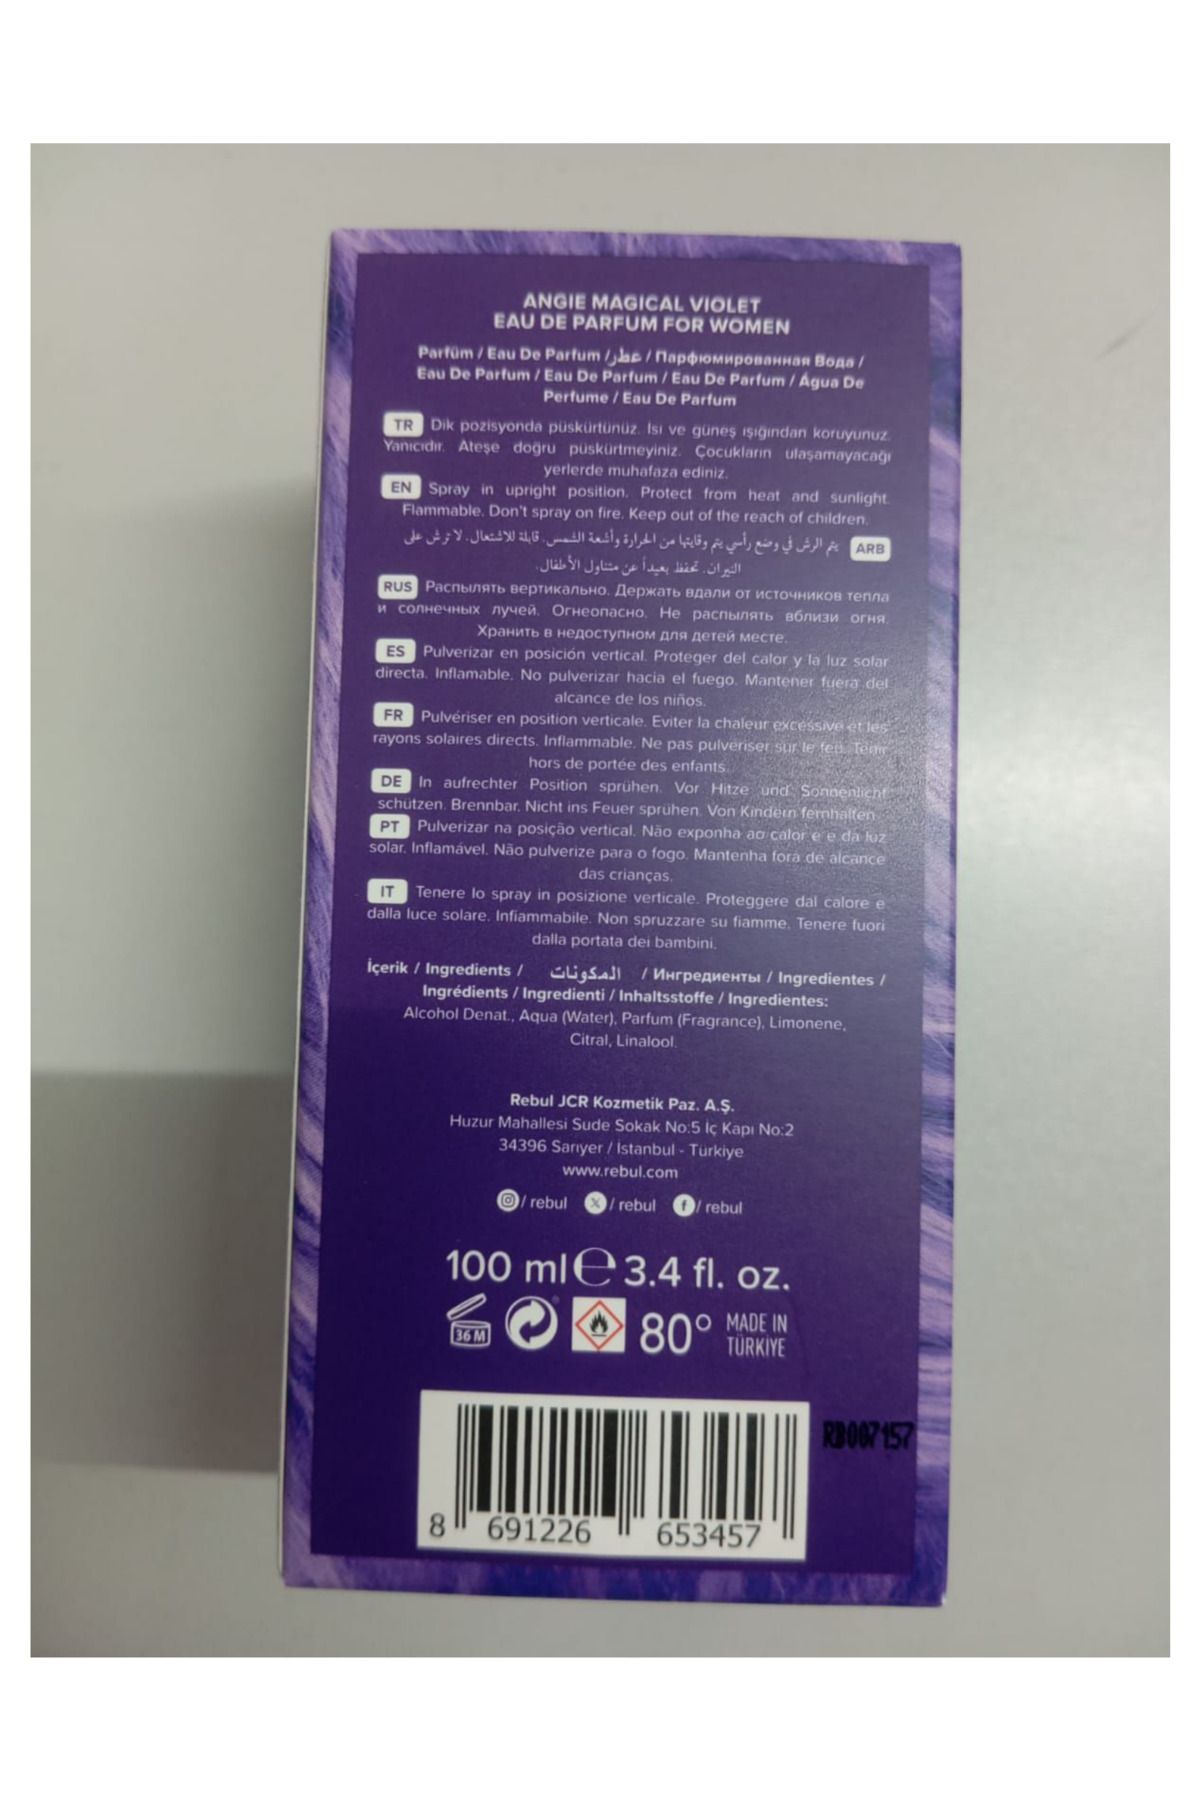 ANGIE MAGICAL VIOLET
EAU DE PARFUM FOR WOMEN
Parfüm / Eau De Parfum / عطر / Парфюмированная Вода /
Eau De Parfum / Eau De Parfum / Eau De Parfum / Água De
Perfume / Eau De Parfum
TR Dik pozisyonda püskürtünüz. Isı ve güneş ışığından koruyunuz.
Yanıcıdır. Ateşe doğru püskürtmeyiniz. Çocukların ulaşamayacağı
yerlerde muhafaza ediniz.
EN Spray in upright position. Protect from heat and sunlight.
Flammable. Don't spray on fire. Keep out of the reach of children.
ARB يتم الرش في وضع رأسي يتم وقايتها من الحرارة وأشعة الشمس. قابلة للاشتعال. لا ترش على
النيران. تحفظ بعيداً عن متناول الأطفال.
RUS Распылять вертикально. Держать вдали от источников тепла
и солнечных лучей. Огнеопасно. Не распылять вблизи огня.
Хранить в недоступном для детей месте.
ES Pulverizar en posición vertical. Proteger del calor y la luz solar
directa. Inflamable. No pulverizar hacia el fuego. Mantener fuera del
alcance de los niños.
FR Pulvériser en position verticale. Eviter la chaleur excessive et les
rayons solaires directs. Inflammable. Ne pas pulveriser sur le feu. Tenir
hors de portée des enfants.
DE In aufrechter Position sprühen. Vor Hitze und Sonnenlicht
schützen. Brennbar. Nicht ins Feuer sprühen. Von Kindern fernhalten.
PT Pulverizar na posição vertical. Não exponha ao calor e e da luz
solar. Inflamável. Não pulverize para o fogo. Mantenha fora de alcance
das crianças.
IT Tenere lo spray in posizione verticale. Proteggere dal calore e
dalla luce solare. Infiammabile. Non spruzzare su fiamme. Tenere fuori
dalla portata dei bambini.
İçerik / Ingredients / المكونات / Ингредиенты / Ingredientes /
Ingrédients / Ingredienti / Inhaltsstoffe / Ingredientes:
Alcohol Denat., Aqua (Water), Parfum (Fragrance), Limonene,
Citral, Linalool.
Rebul JCR Kozmetik Paz. A.Ş.
Huzur Mahallesi Sude Sokak No:5 İç Kapı No:2
34396 Sarıyer / İstanbul - Türkiye
www.rebul.com
/ rebul / rebul / rebul
100 ml e 3.4 fl. oz.
36 M 80° MADE IN
TÜRKİYE
RB007157
8 691226 653457